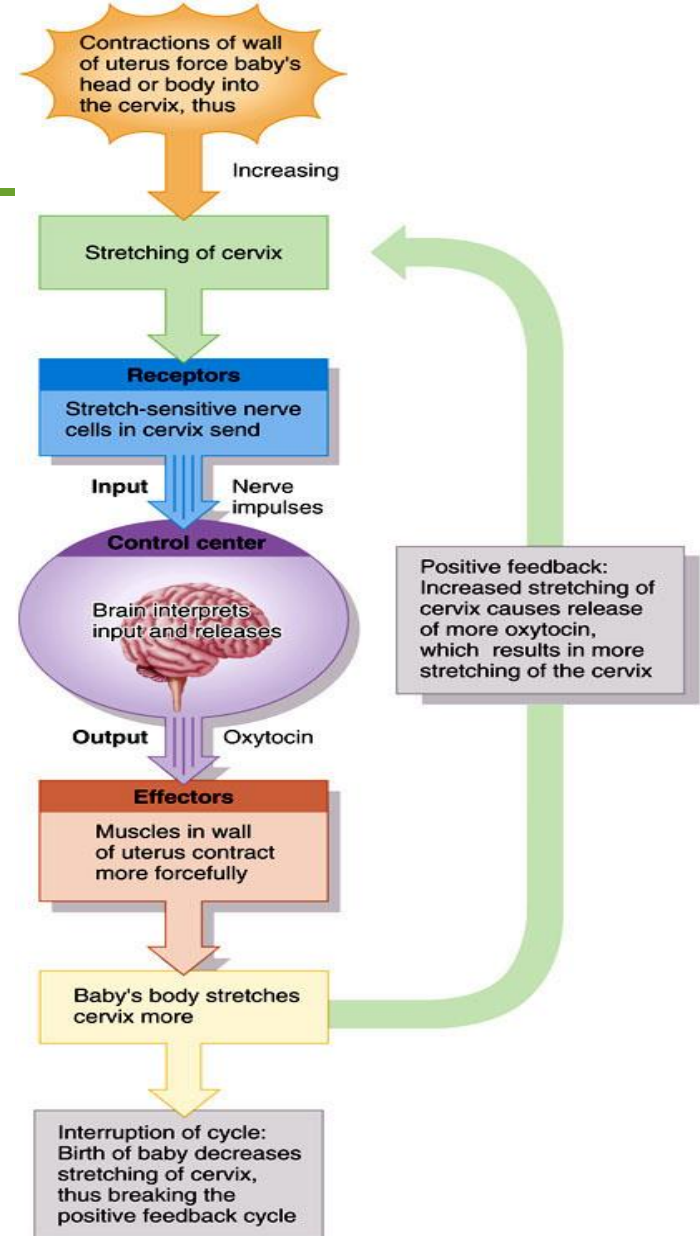 Contractions of wall
of uterus force baby's
head or body into
the cervix, thus
Increasing
Stretching of cervix
Receptors
Stretch-sensitive nerve
cells in cervix send
Input
Nerve
impulses
Control center
Brain interprets
input and releases
Output
Oxytocin
Effectors
Muscles in wall
of uterus contract
more forcefully
Baby's body stretches
cervix more
Interruption of cycle:
Birth of baby decreases
stretching of cervix,
thus breaking the
positive feedback cycle
Positive feedback:
Increased stretching of
cervix causes release
of more oxytocin,
which results in more
stretching of the cervix